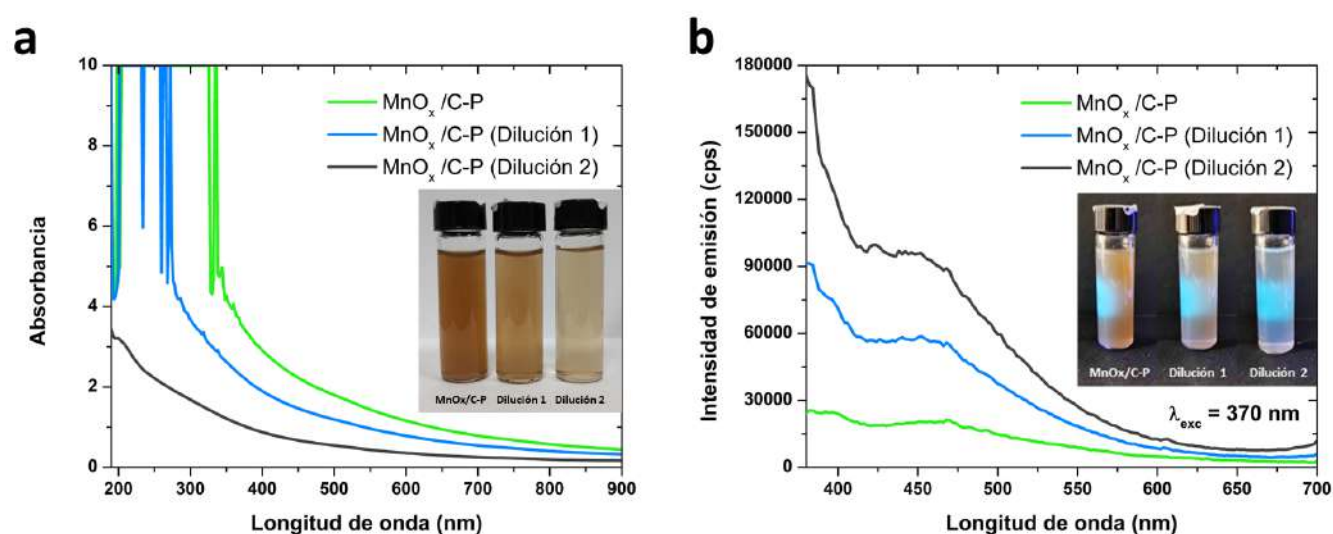 a
Absorbancia
10
8
6
4
2
0
MnOx /C-P
MnOx /C-P (Dilución 1)
MnOx /C-P (Dilución 2)
MnOx/C-P Dilución 1 Dilución 2
200 300 400 500 600 700 800 900
Longitud de onda (nm)
b
Intensidad de emisión (cps)
180000
150000
120000
90000
60000
30000
0
MnOx /C-P
MnOx /C-P (Dilución 1)
MnOx /C-P (Dilución 2)
MnOx/C-P Dilución 1 Dilución 2
λexc = 370 nm
400 450 500 550 600 650 700
Longitud de onda (nm)